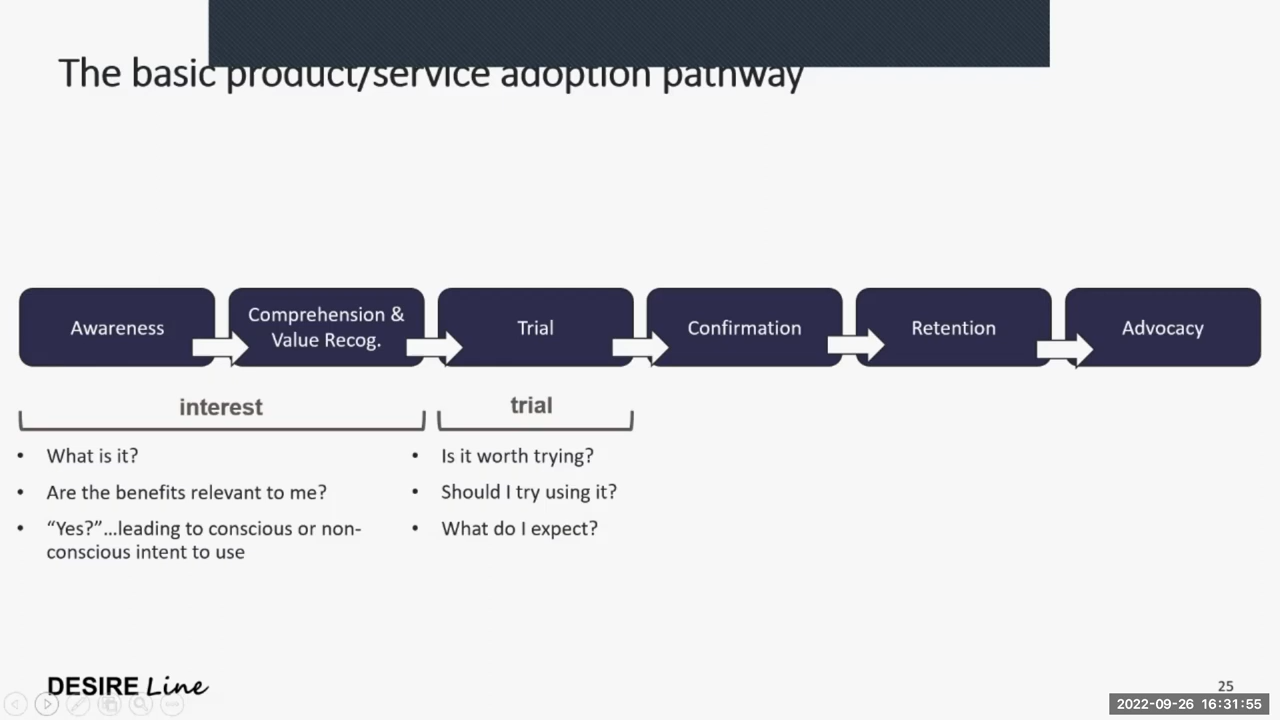 The basic product/service adoption pathway
Awareness
Comprehension &
Value Recog.
Trial
Confirmation
Retention
Advocacy
interest
• What is it?
• Are the benefits relevant to me?
• “Yes?”...leading to conscious or non-
conscious intent to use
trial
• Is it worth trying?
• Should I try using it?
• What do I expect?
DESIRE Line
25
2022-09-26 16:31:55